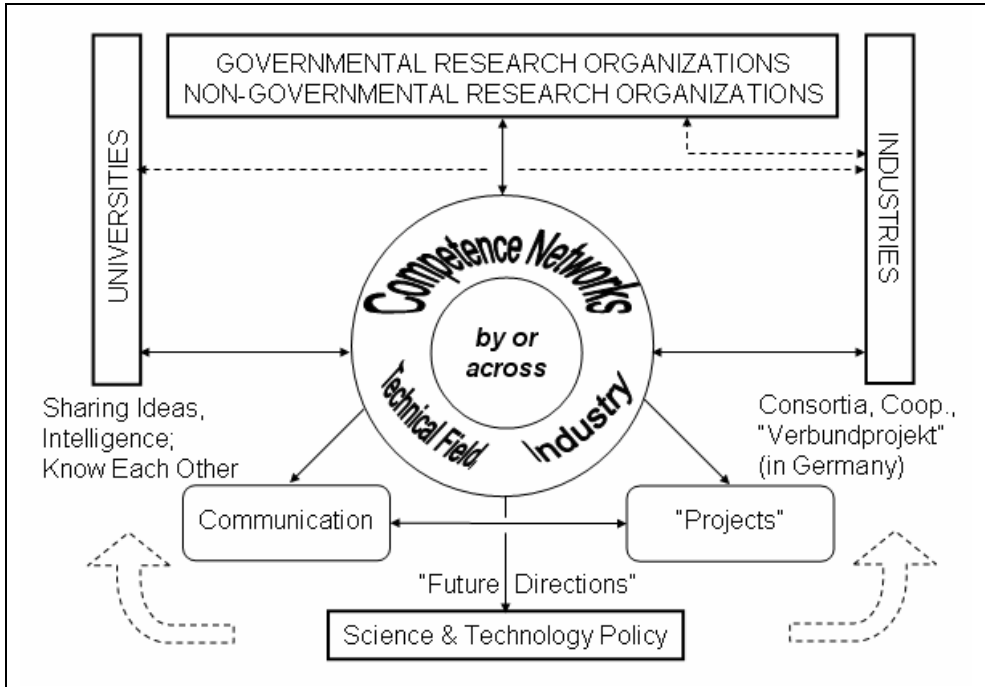 GOVERNMENTAL RESEARCH ORGANIZATIONS
NON-GOVERNMENTAL RESEARCH ORGANIZATIONS
UNIVERSITIES
INDUSTRIES
Competence Networks
by or
across
Technical Field,
Industry
Sharing Ideas,
Intelligence;
Know Each Other
Consortia, Coop.,
"Verbundprojekt"
(in Germany)
Communication
"Projects"
"Future Directions"
Science & Technology Policy